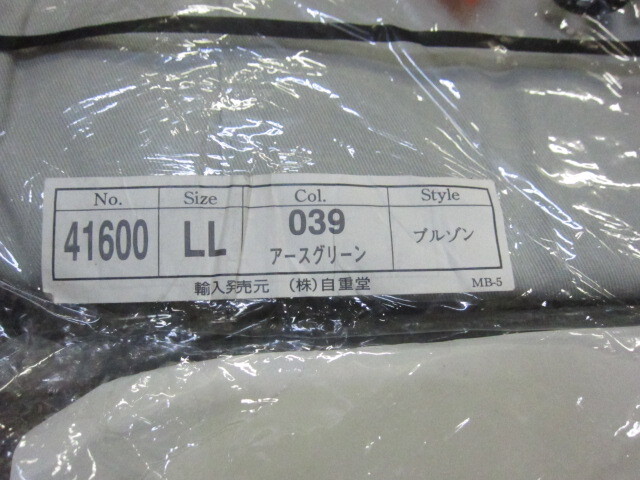 No. Size Col. Style
41600 LL 039 ブルゾン
アースグリーン
輸入発売元 (株)自重堂 MB-5